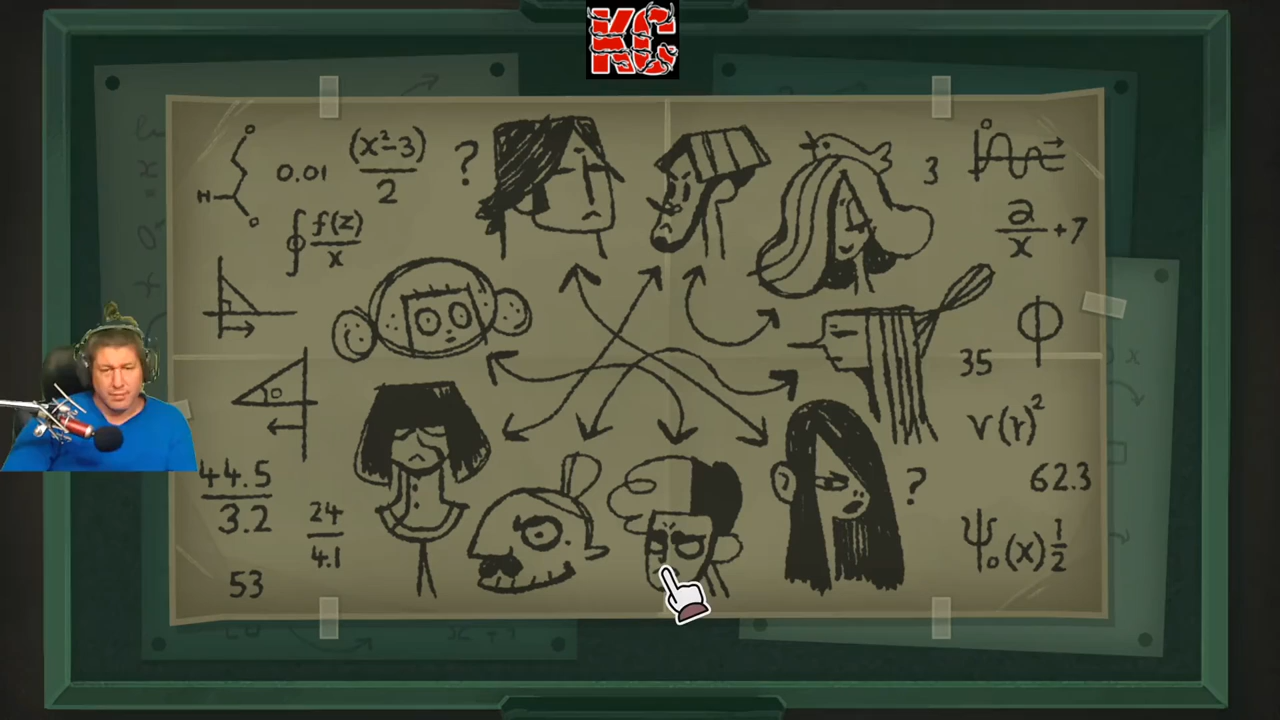 KC
0.01
(x²-3)
2
?
3
H
f(z)
x
2
x +7
35
v(r)²
44.5
3.2
24
4.1
53
?
62.3
Ψ₀(x) 1
2
Φ